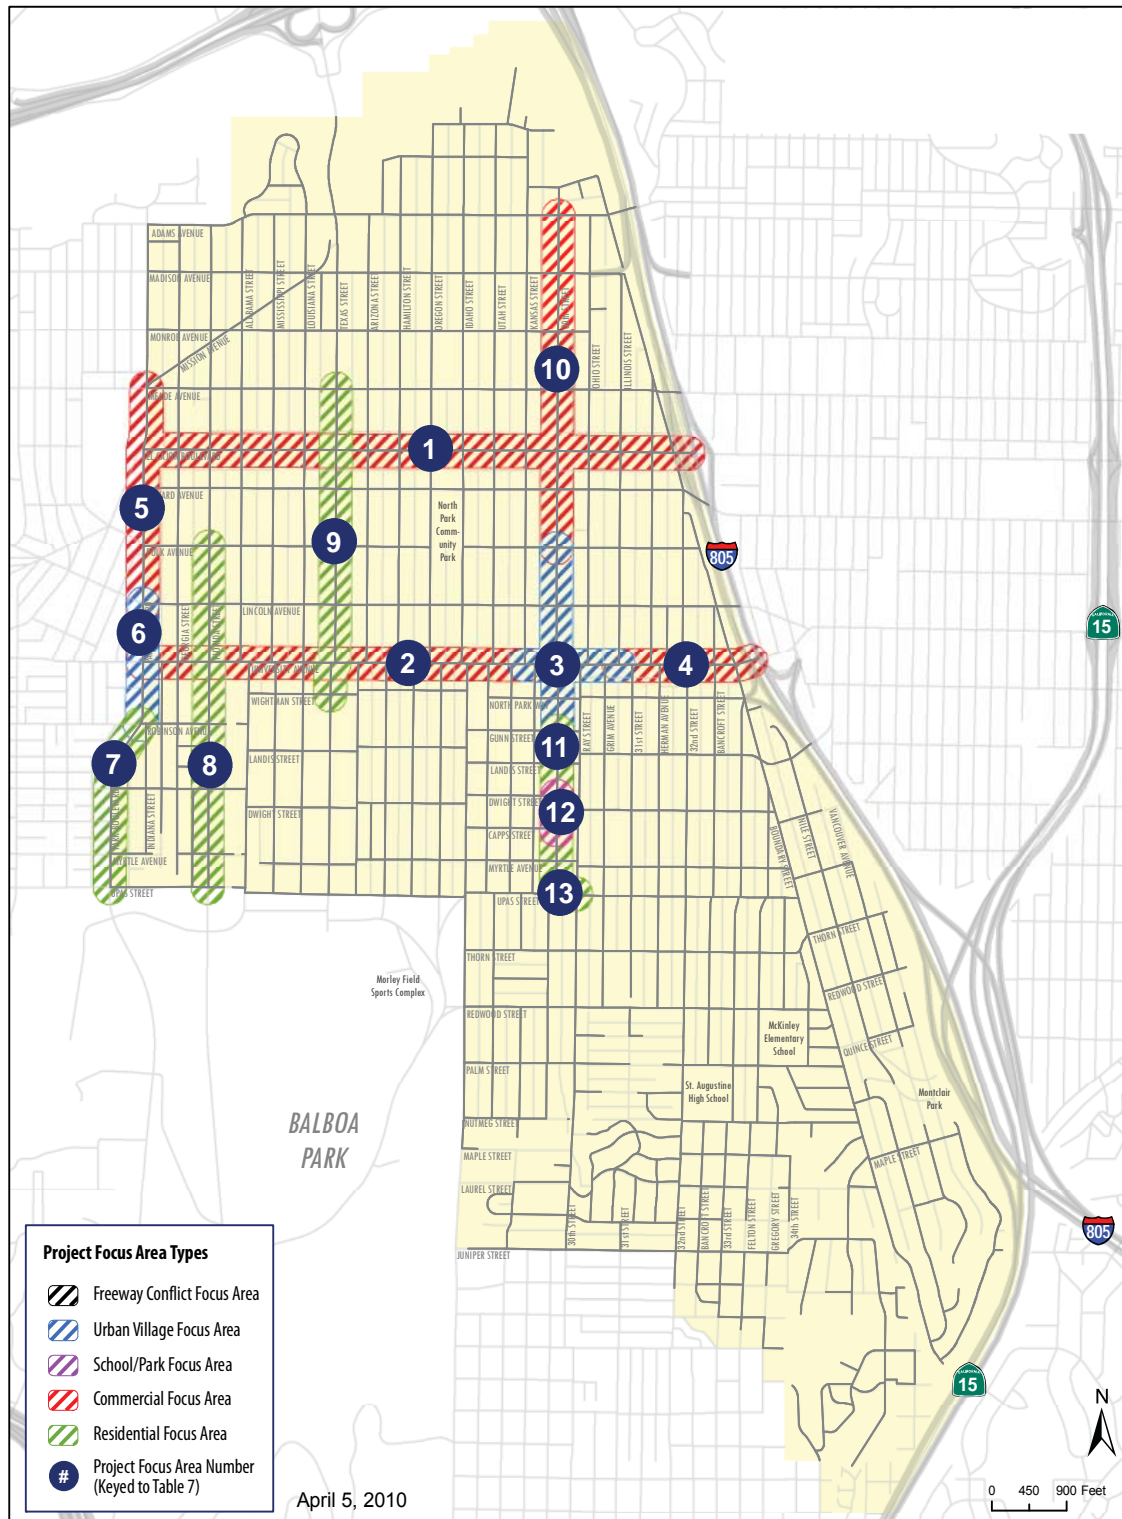 ADAMS AVENUE
MADISON AVENUE
ALABAMA STREET
MISSISSIPPI STREET
LOUISIANA STREET
TEXAS STREET
ARIZONA STREET
HAMILTON STREET
OREGON STREET
IDAHO STREET
UTAH STREET
KANSAS STREET
OHIO STREET
ILLINOIS STREET
MONROE AVENUE
MISSION AVENUE
10
MEADE AVENUE
1
5
9
North
Park
Comm-
unity
Park
805
15
LINCOLN AVENUE
GEORGIA STREET
6
2
3
4
UNIVERSITY AVENUE
WIGHTMAN STREET
NORTH PARK WAY
ROBINSON AVENUE
GUNN STREET
11
RAY STREET
GRIM AVENUE
31st STREET
HERMAN AVENUE
32nd STREET
BANCROFT STREET
7
8
LANDIS STREET
LANDIS STREET
INDIANA STREET
DWIGHT STREET
DWIGHT STREET
12
CAPPS STREET
BOUNDARY STREET
NILE STREET
VANCOUVER AVENUE
MYRTLE AVENUE
MYRTLE AVENUE
UPAS STREET
UPAS STREET
13
THORN STREET
THORN STREET
Morley Field
Sports Complex
REDWOOD STREET
REDWOOD STREET
McKinley
Elementary
School
QUINCE STREET
PALM STREET
St. Augustine
High School
Montclair
Park
BALBOA
PARK
NUTMEG STREET
MAPLE STREET
MAPLE STREET
LAUREL STREET
30th STREET
31st STREET
32nd STREET
BANCROFT STREET
33rd STREET
FELTON STREET
GREGORY STREET
34th STREET
JUNIPER STREET
805
15
Project Focus Area Types
Freeway Conflict Focus Area
Urban Village Focus Area
School/Park Focus Area
Commercial Focus Area
Residential Focus Area
# Project Focus Area Number
(Keyed to Table 7)
April 5, 2010
N
0 450 900 Feet